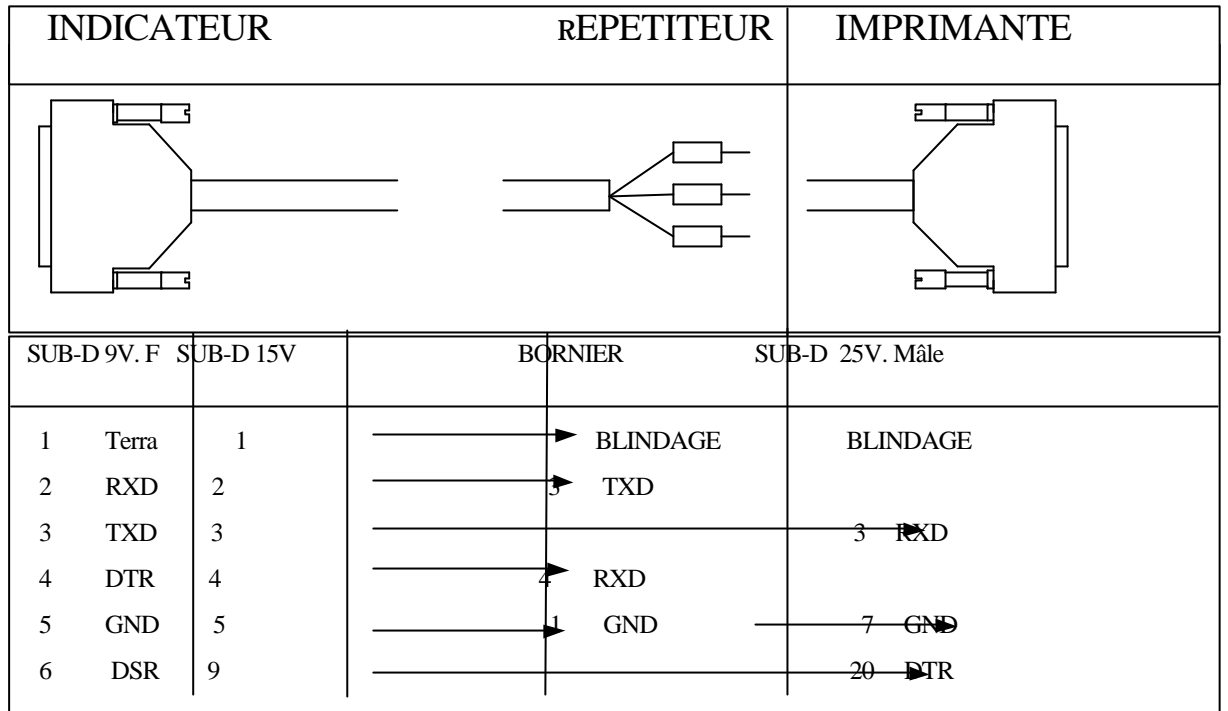 INDICATEUR REPETITEUR IMPRIMANTE
SUB-D 9V. F SUB-D 15V BORNIER SUB-D 25V. Mâle
1 Terra 1 BLINDAGE BLINDAGE
2 RXD 2 3 TXD
3 TXD 3 3 RXD
4 DTR 4 4 RXD
5 GND 5 1 GND 7 GND
6 DSR 9 20 DTR